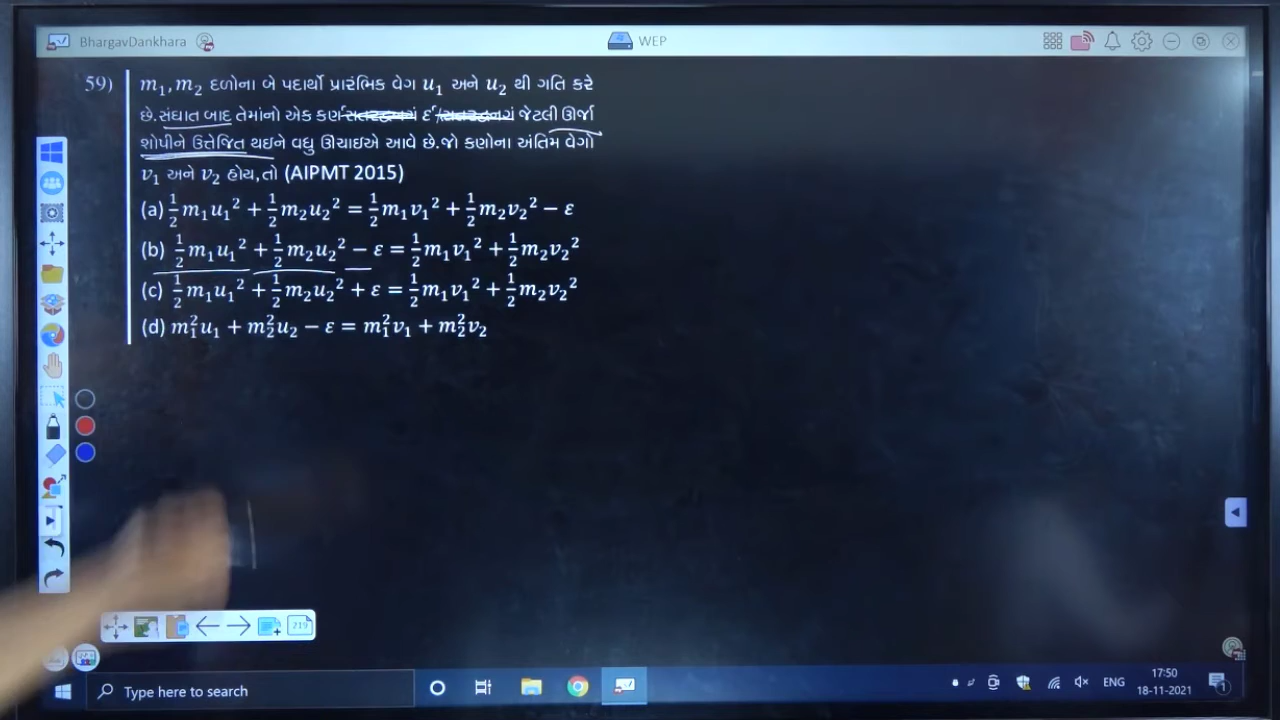 BhargavDankhara
WEP
59) m₁, m₂ દળોના બે પદાર્થો પ્રારંભિક વેગ u₁ અને u₂ થી ગતિ કરે
છે.સંઘાત બાદ તેમાંનો એક કણ જેટલી ઊર્જા
શોષીને ઉત્તેજિત થઇને વધુ ઊંચાઇએ આવે છે.જો કણોના અંતિમ વેગો
v₁ અને v₂ હોય,તો (AIPMT 2015)
(a) ½m₁u₁² + ½m₂u₂² = ½m₁v₁² + ½m₂v₂² − ε
(b) ½m₁u₁² + ½m₂u₂² − ε = ½m₁v₁² + ½m₂v₂²
(c) ½m₁u₁² + ½m₂u₂² + ε = ½m₁v₁² + ½m₂v₂²
(d) m₁²u₁ + m₂²u₂ − ε = m₁²v₁ + m₂²v₂
219
Type here to search
ENG
17:50
18-11-2021
1